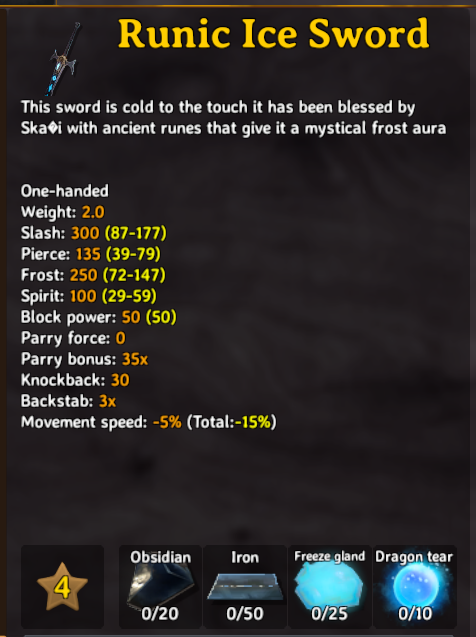 Runic Ice Sword
This sword is cold to the touch it has been blessed by
Ska�i with ancient runes that give it a mystical frost aura
One-handed
Weight: 2.0
Slash: 300 (87-177)
Pierce: 135 (39-79)
Frost: 250 (72-147)
Spirit: 100 (29-59)
Block power: 50 (50)
Parry force: 0
Parry bonus: 35x
Knockback: 30
Backstab: 3x
Movement speed: -5% (Total:-15%)
4
Obsidian Iron Freeze gland Dragon tear
0/20 0/50 0/25 0/10